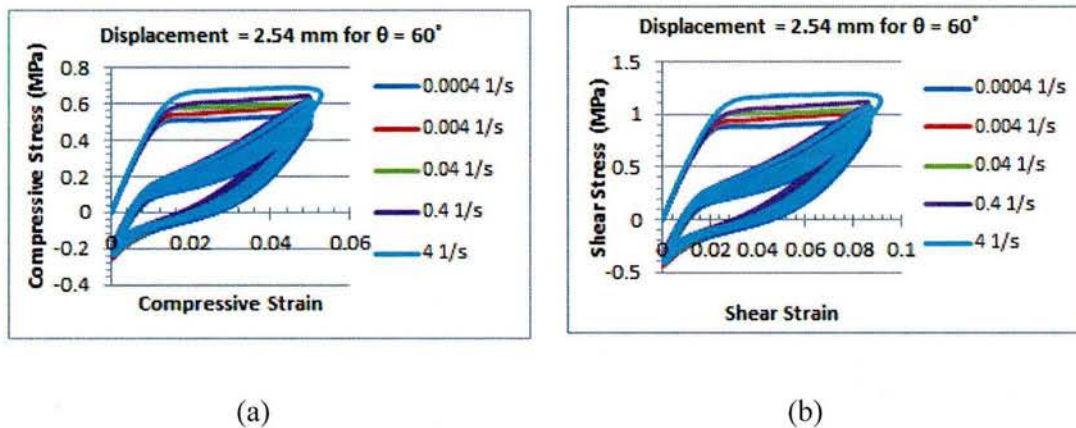 Displacement = 2.54 mm for θ = 60°
Compressive Stress (MPa)
0.8
0.6
0.4
0.2
0
-0.2
-0.4
0 0.02 0.04 0.06
Compressive Strain
0.0004 1/s
0.004 1/s
0.04 1/s
0.4 1/s
4 1/s
Displacement = 2.54 mm for θ = 60°
Shear Stress (MPa)
1.5
1
0.5
0
-0.5
0 0.02 0.04 0.06 0.08 0.1
Shear Strain
0.0004 1/s
0.004 1/s
0.04 1/s
0.4 1/s
4 1/s
(a) (b)